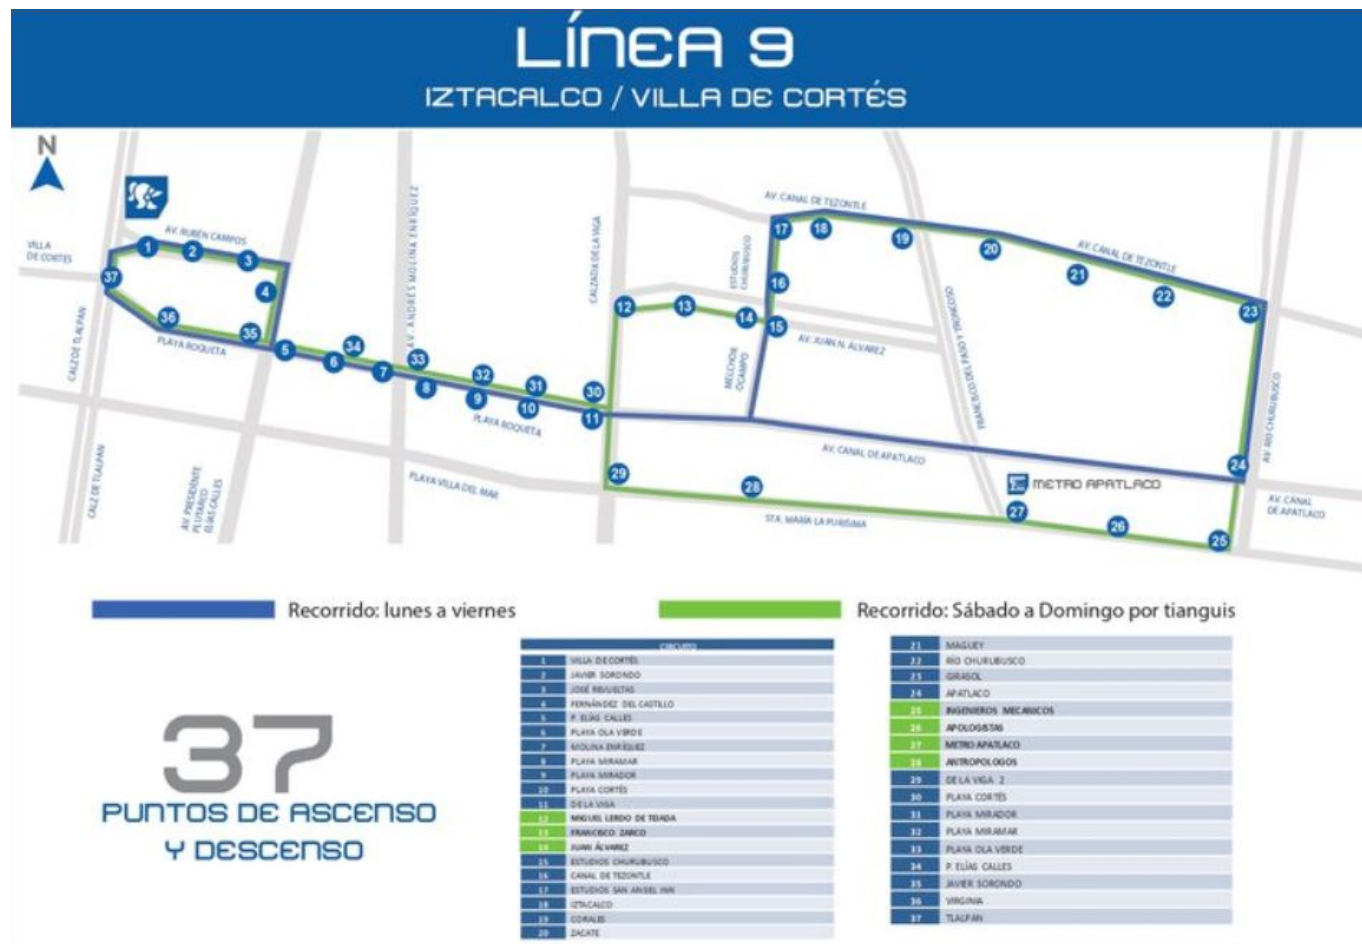 LÍNEA 9
IZTACALCO / VILLA DE CORTÉS
N
VILLA
DE CORTÉS
AV. RUBÉN CAMPOS
CALZ DE TLALPAN
PLAYA ROQUETA
AV. ANDRÉS MOLINA ENRÍQUEZ
CALZADA DE LA VIGA
AV. CANAL DE TEZONTLE
AV. CANAL DE TEZONTLE
ESTUDIOS
CHURUBUSCO
MELCHOR
OCAMPO
AV. JUAN N. ÁLVAREZ
FRANCISCO DEL PASO Y TRONCOSO
AV. RÍO CHURUBUSCO
PLAYA ROQUETA
AV. CANAL DE APATLACO
METRO APATLACO
CALZ DE TLALPAN
AV. PRESIDENTE
PLUTARCO
ELÍAS CALLES
PLAYA VILLA DEL MAR
STA. MARÍA LA PURÍSIMA
AV. CANAL
DE APATLACO
1
2
3
4
5
6
7
8
9
10
11
12
13
14
15
16
17
18
19
20
21
22
23
24
25
26
27
28
29
30
31
32
33
34
35
36
37
Recorrido: lunes a viernes
Recorrido: Sábado a Domingo por tianguis
37
PUNTOS DE ASCENSO
Y DESCENSO
CIRCUITO
1 VILLA DE CORTÉS
2 JAVIER SORONDO
3 JOSÉ REVUELTAS
4 FERNÁNDEZ DEL CASTILLO
5 P. ELÍAS CALLES
6 PLAYA OLA VERDE
7 MOLINA ENRÍQUEZ
8 PLAYA MIRAMAR
9 PLAYA MIRADOR
10 PLAYA CORTÉS
11 DE LA VIGA
12 MIGUEL LERDO DE TEJADA
13 FRANCISCO ZARCO
14 JUAN ÁLVAREZ
15 ESTUDIOS CHURUBUSCO
16 CANAL DE TEZONTLE
17 ESTUDIOS SAN ANGEL INN
18 IZTACALCO
19 CORALES
20 ZACATE
21 MAGUEY
22 RÍO CHURUBUSCO
23 GIRASOL
24 APATLACO
25 INGENIEROS MECANICOS
26 APOLOGISTAS
27 METRO APATLACO
28 ANTROPOLOGOS
29 DE LA VIGA 2
30 PLAYA CORTÉS
31 PLAYA MIRADOR
32 PLAYA MIRAMAR
33 PLAYA OLA VERDE
34 P. ELÍAS CALLES
35 JAVIER SORONDO
36 VIRGINIA
37 TLALPAN